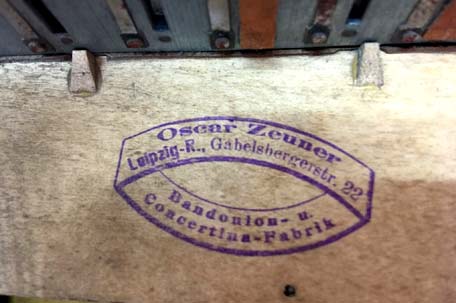 Oscar Zeuner
Leipzig-R., Gabelsbergerstr. 22
Bandonion- u.
Concertina-Fabrik